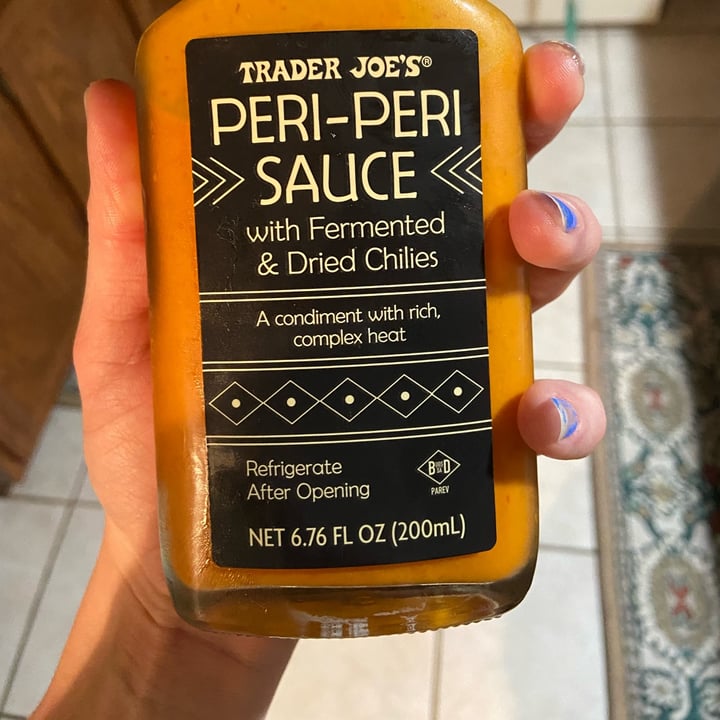 TRADER JOE'S®
PERI-PERI
SAUCE
with Fermented
& Dried Chilies
A condiment with rich,
complex heat
Refrigerate
After Opening
B D
PAREV
NET 6.76 FL OZ (200mL)